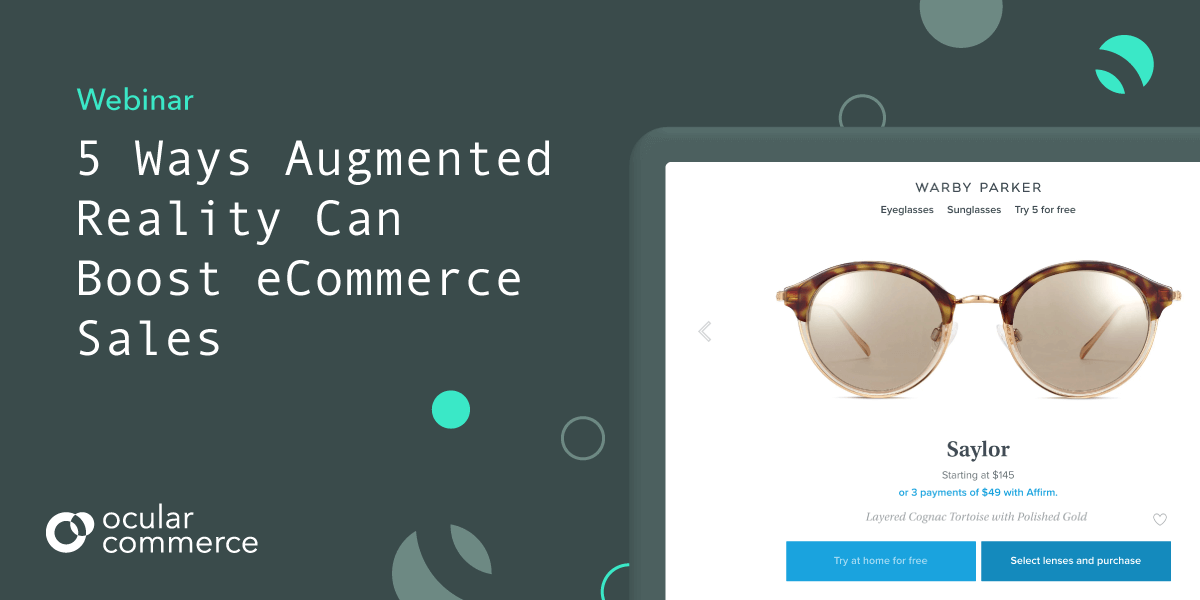 Webinar
5 Ways Augmented
Reality Can
Boost eCommerce
Sales
ocular
commerce
WARBY PARKER
Eyeglasses Sunglasses Try 5 for free
Saylor
Starting at $145
or 3 payments of $49 with Affirm.
Layered Cognac Tortoise with Polished Gold
Try at home for free
Select lenses and purchase